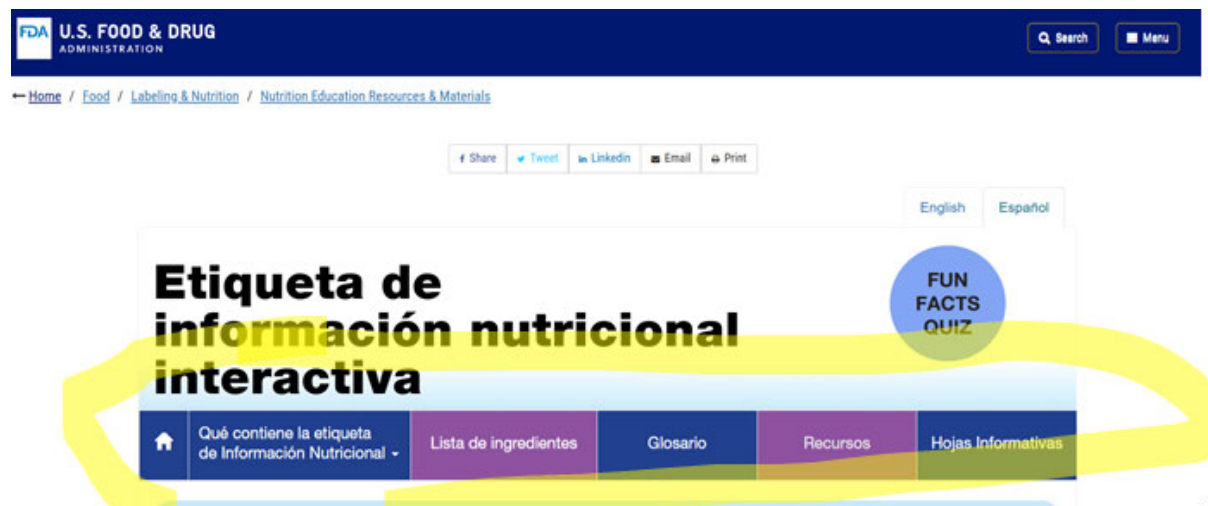 FDA U.S. FOOD & DRUG
ADMINISTRATION
Search
Menu
Home / Food / Labeling & Nutrition / Nutrition Education Resources & Materials
Share
Tweet
in Linkedin
Email
Print
English
Español
Etiqueta de
información nutricional
interactiva
FUN
FACTS
QUIZ
Qué contiene la etiqueta
de Información Nutricional
Lista de ingredientes
Glosario
Recursos
Hojas Informativas